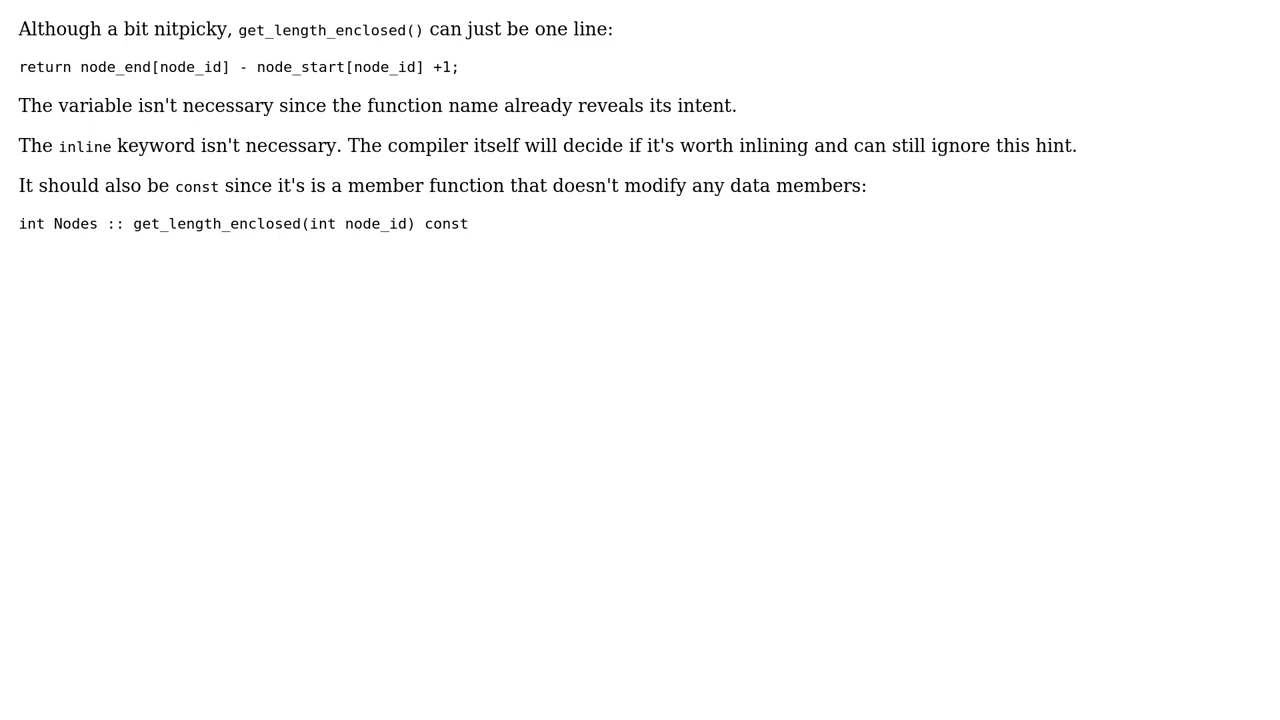 Although a bit nitpicky, get_length_enclosed() can just be one line:
return node_end[node_id] - node_start[node_id] +1;
The variable isn't necessary since the function name already reveals its intent.
The inline keyword isn't necessary. The compiler itself will decide if it's worth inlining and can still ignore this hint.
It should also be const since it's is a member function that doesn't modify any data members:
int Nodes :: get_length_enclosed(int node_id) const